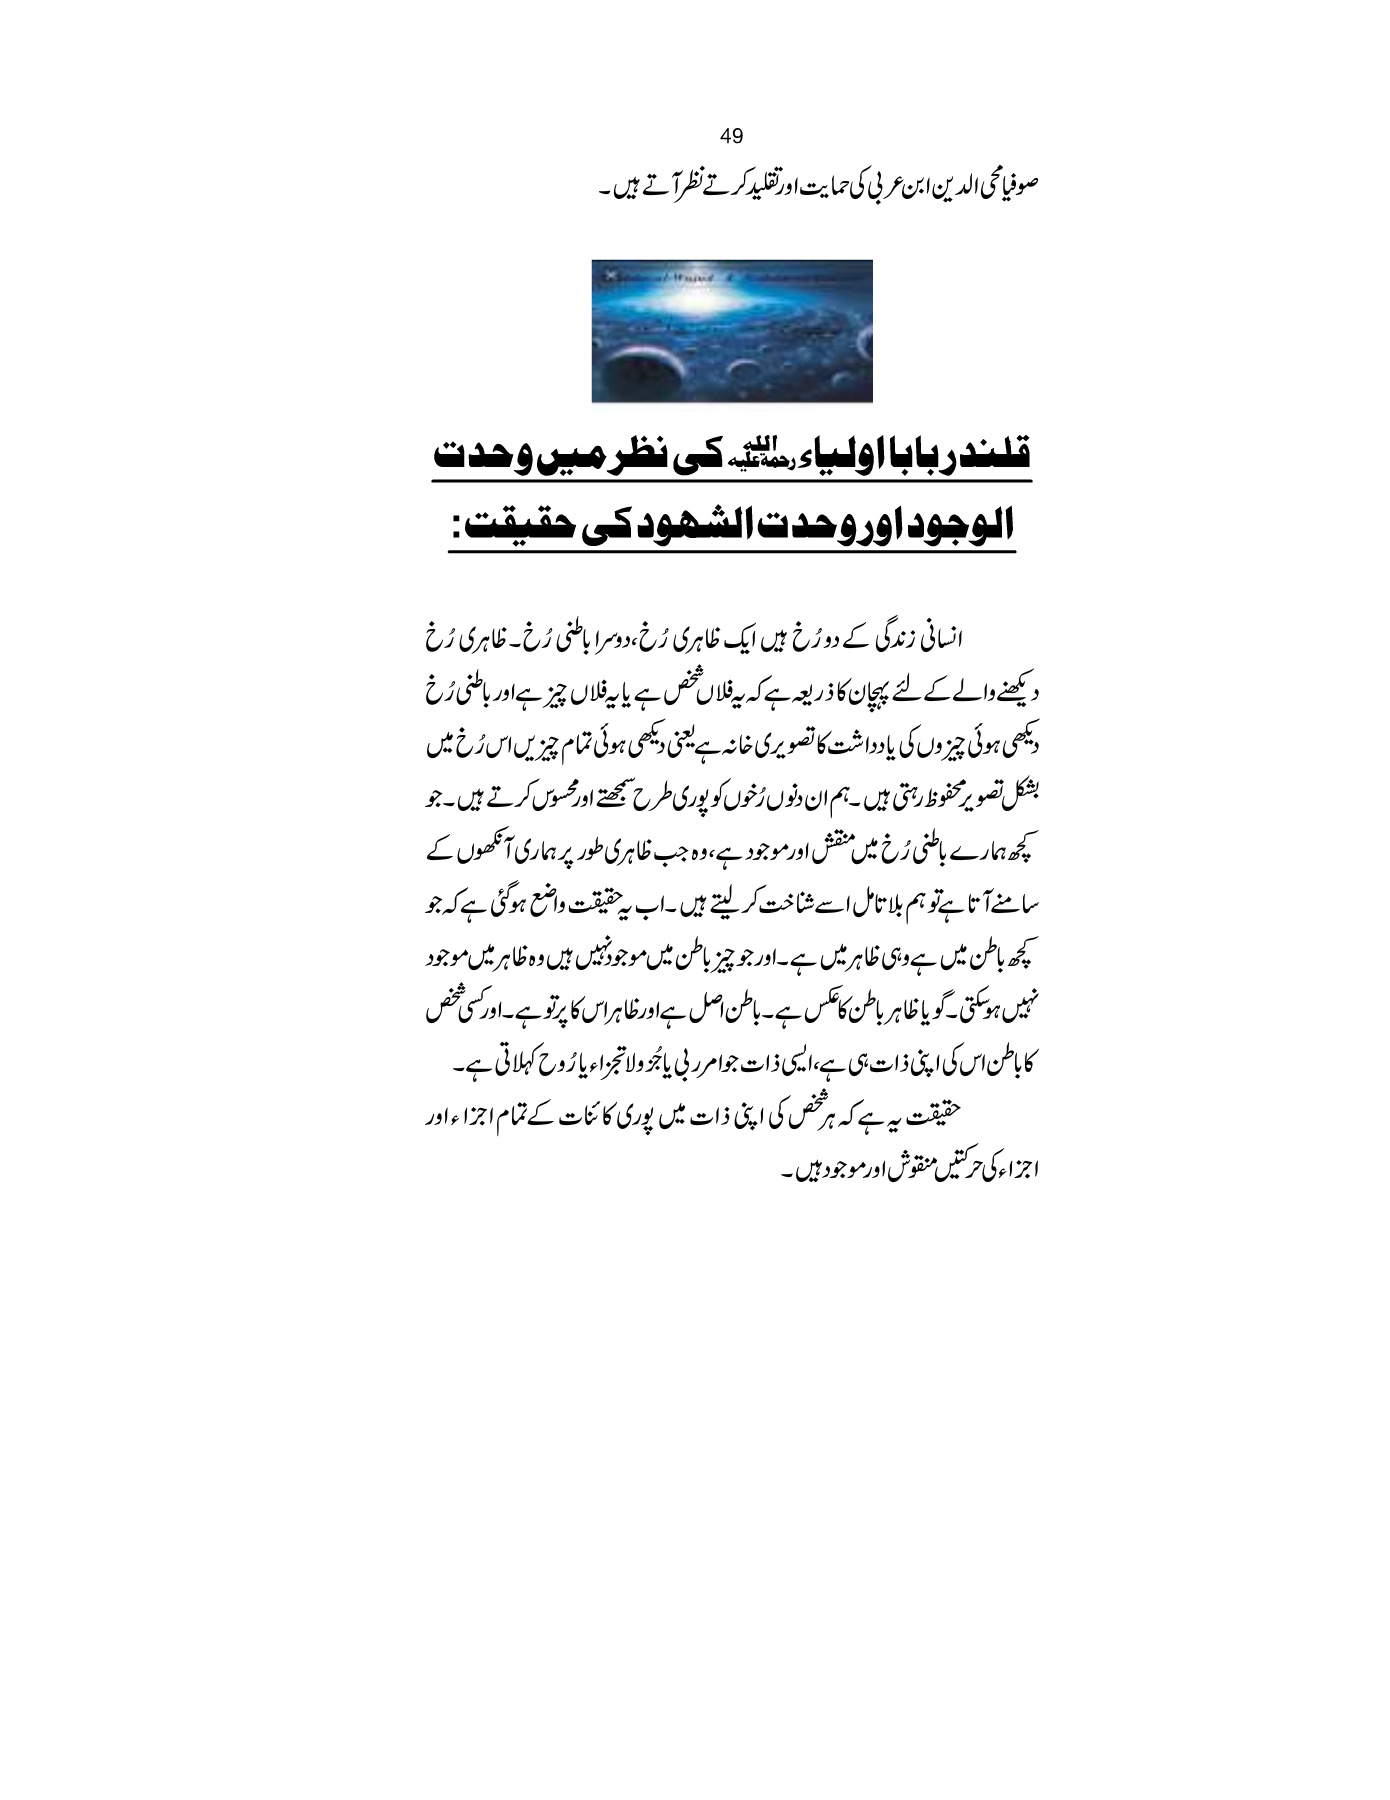 49
صوفیا محی الدین ابن عربی کی حمایت اور تقلید کرتے نظر آتے ہیں۔
قلندر بابا اولیاء رحمۃ اللہ علیہ کی نظر میں وحدت
الوجود اور وحدت الشھود کی حقیقت:
انسانی زندگی کے دو رُخ ہیں ایک ظاہری رُخ، دوسرا باطنی رُخ۔ ظاہری رُخ
دیکھنے والے کے لئے پہچان کا ذریعہ ہے کہ یہ فلاں شخص ہے یا یہ فلاں چیز ہے اور باطنی رُخ
دیکھی ہوئی چیزوں کی یادداشت کا تصویری خانہ ہے یعنی دیکھی ہوئی تمام چیزیں اس رُخ میں
بشکل تصویر محفوظ رہتی ہیں۔ ہم ان دنوں رُخوں کو پوری طرح سمجھتے اور محسوس کرتے ہیں۔ جو
کچھ ہمارے باطنی رُخ میں منقش اور موجود ہے، وہ جب ظاہری طور پر ہماری آنکھوں کے
سامنے آتا ہے تو ہم بلا تامل اسے شناخت کر لیتے ہیں۔ اب یہ حقیقت واضع ہوگئی ہے کہ جو
کچھ باطن میں ہے وہی ظاہر میں ہے۔ اور جو چیز باطن میں موجود نہیں ہیں وہ ظاہر میں موجود
نہیں ہوسکتی۔ گویا ظاہر باطن کا عکس ہے۔ باطن اصل ہے اور ظاہر اس کا پرتو ہے۔ اور کسی شخص
کا باطن اس کی اپنی ذات ہی ہے، ایسی ذات جو امر ربی یا جُز ولا تجزاء یا رُوح کہلاتی ہے۔
حقیقت یہ ہے کہ ہر شخص کی اپنی ذات میں پوری کائنات کے تمام اجزاء اور
اجزاء کی حرکتیں منقوش اور موجود ہیں۔